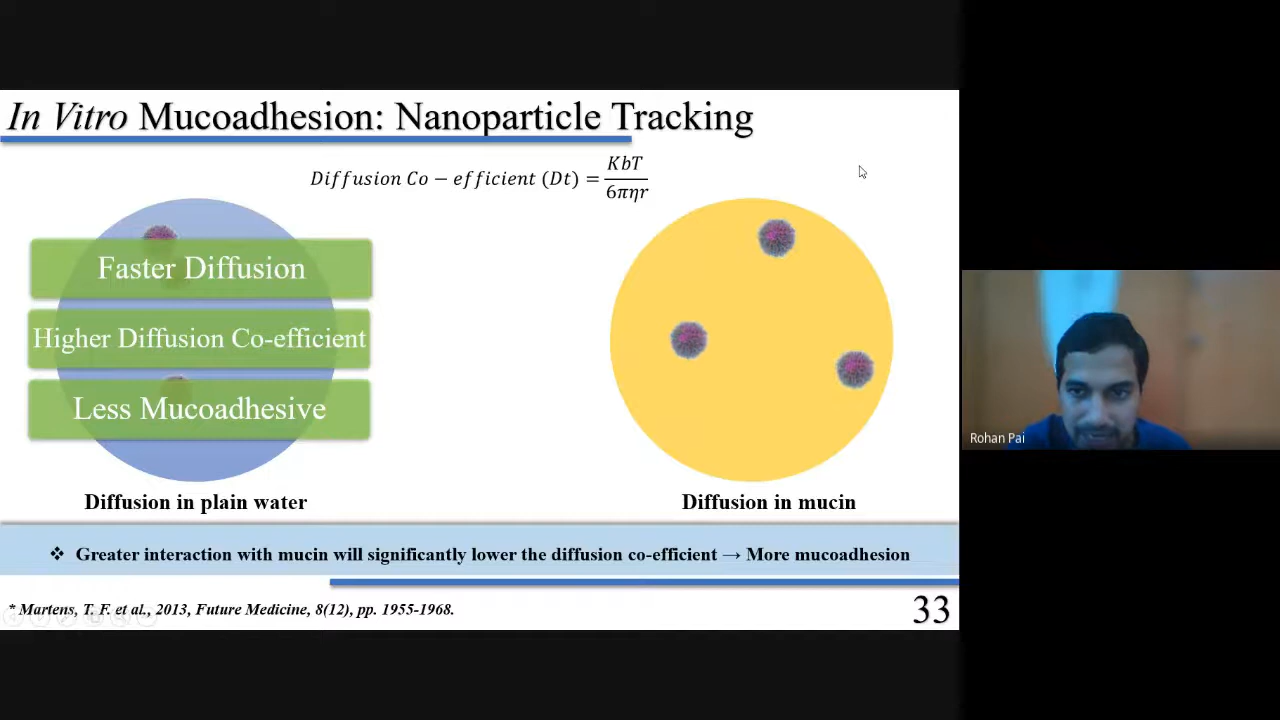 In Vitro Mucoadhesion: Nanoparticle Tracking
Diffusion Co − efficient (Dt) = KbT / 6πηr
Faster Diffusion
Higher Diffusion Co-efficient
Less Mucoadhesive
Diffusion in plain water
Diffusion in mucin
❖ Greater interaction with mucin will significantly lower the diffusion co-efficient → More mucoadhesion
* Martens, T. F. et al., 2013, Future Medicine, 8(12), pp. 1955-1968.
33
Rohan Pai